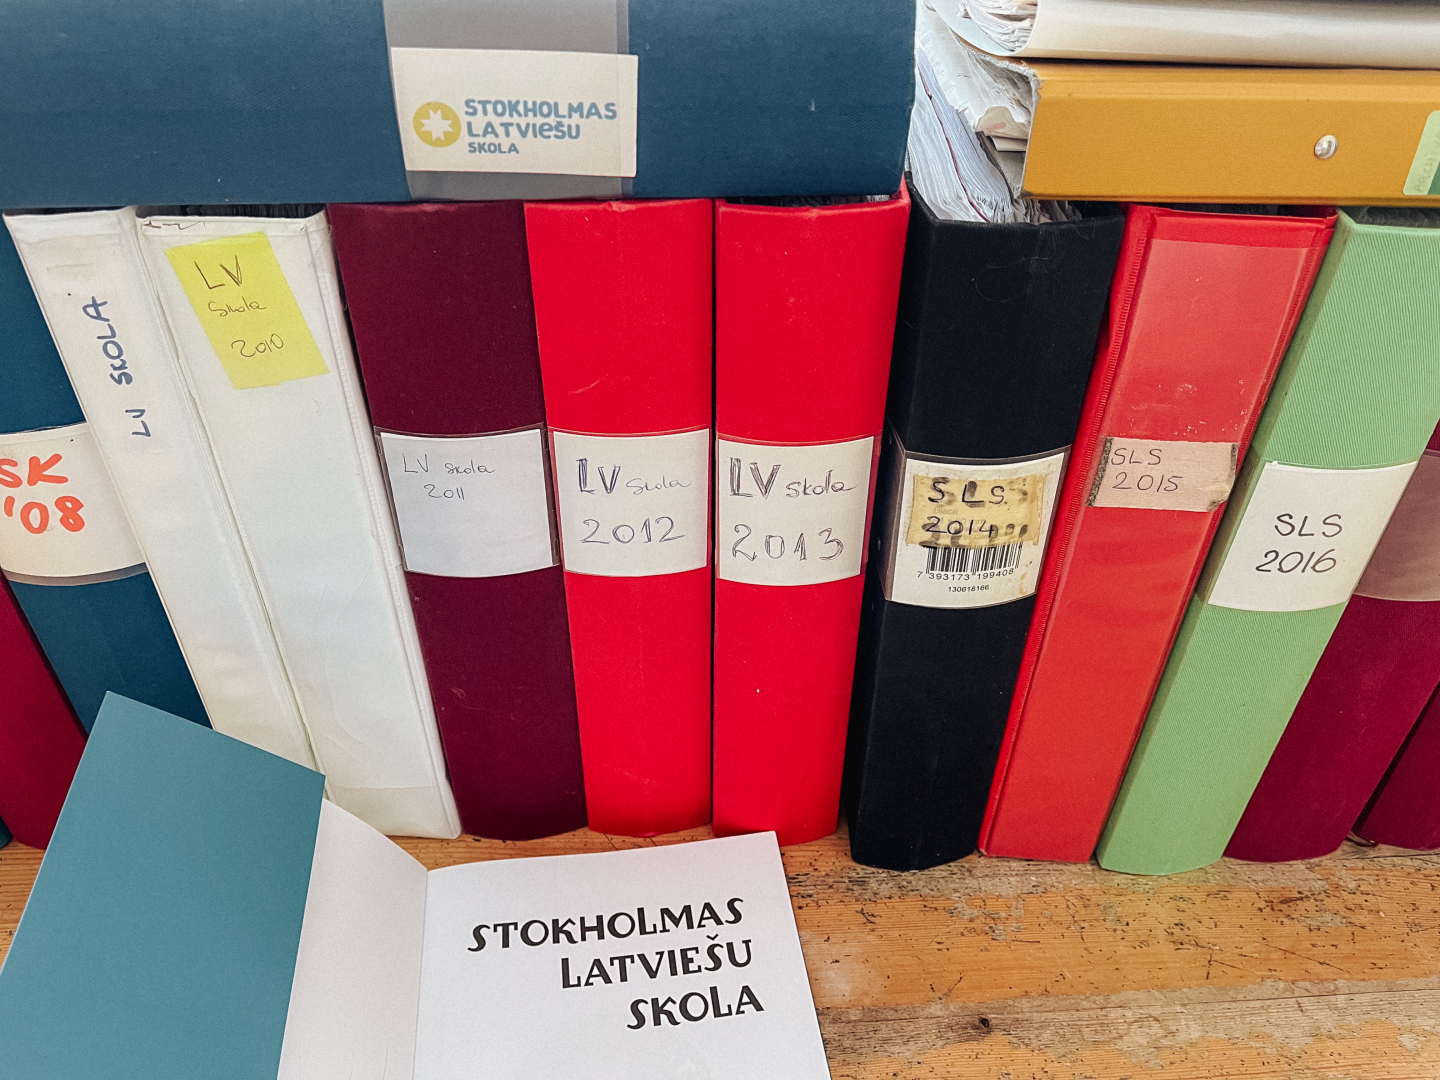 STOKHOLMAS
LATVIEŠU
SKOLA
SK
'08
LV SKOLA
LV
Skola
2010
LV skola
2011
LV Skola
2012
LV skola
2013
SLS.
2014
7 393173 199408
130618166
SLS
2015
SLS
2016
STOKHOLMAS
LATVIEŠU
SKOLA